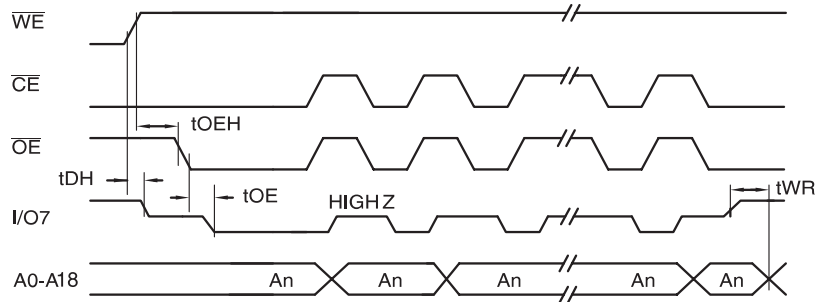 WE
CE
tOEH
OE
tDH
tOE
HIGH Z
tWR
I/O7
A0-A18
An
An
An
An
An